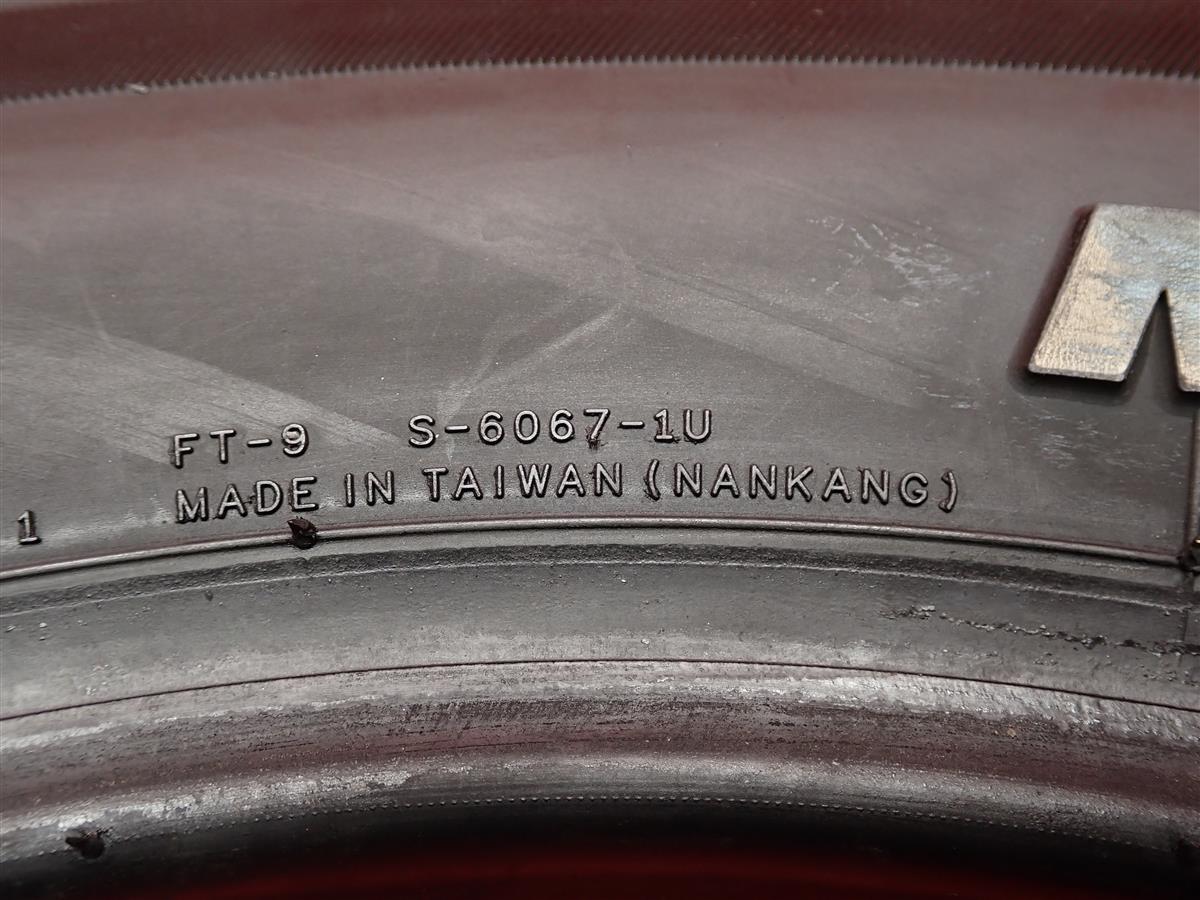 FT-9 S-6067-1U
MADE IN TAIWAN (NANKANG)
1